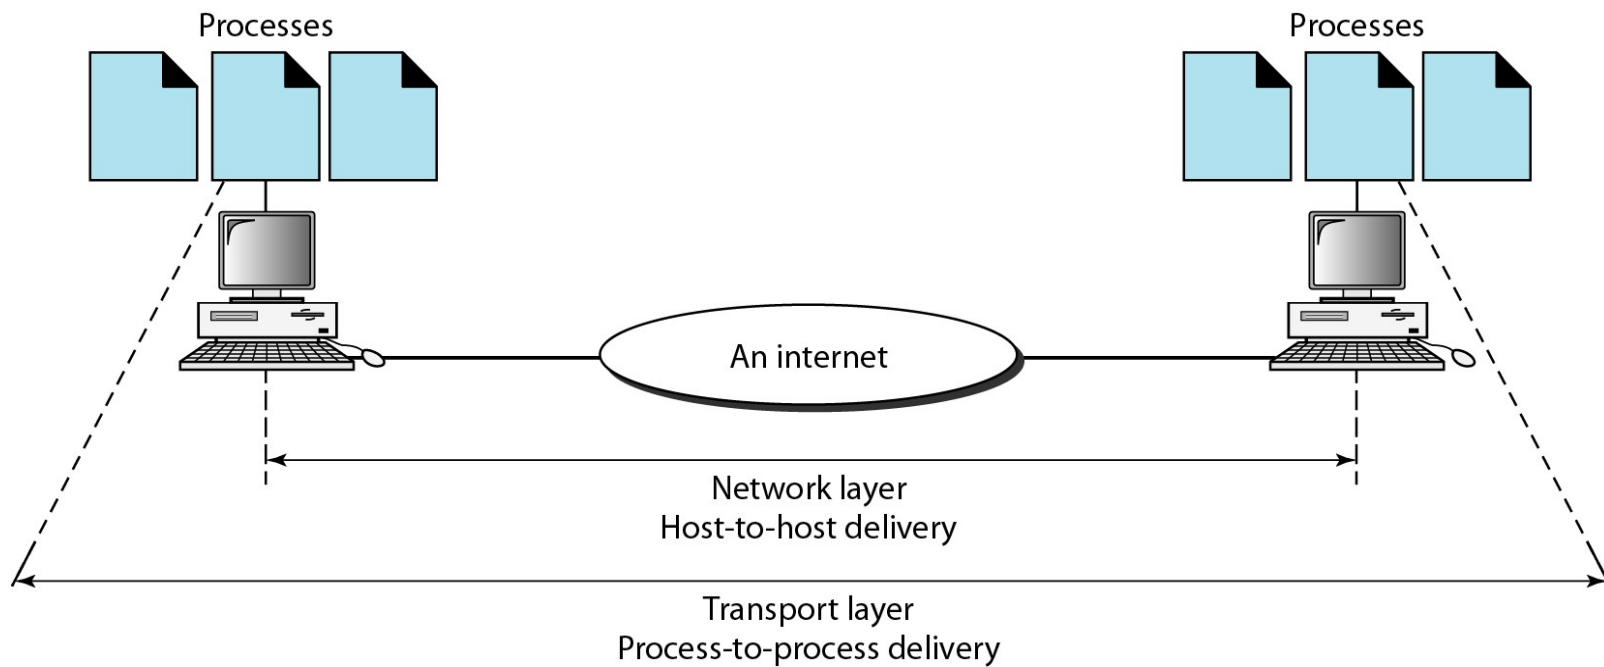 Processes
Processes
An internet
Network layer
Host-to-host delivery
Transport layer
Process-to-process delivery